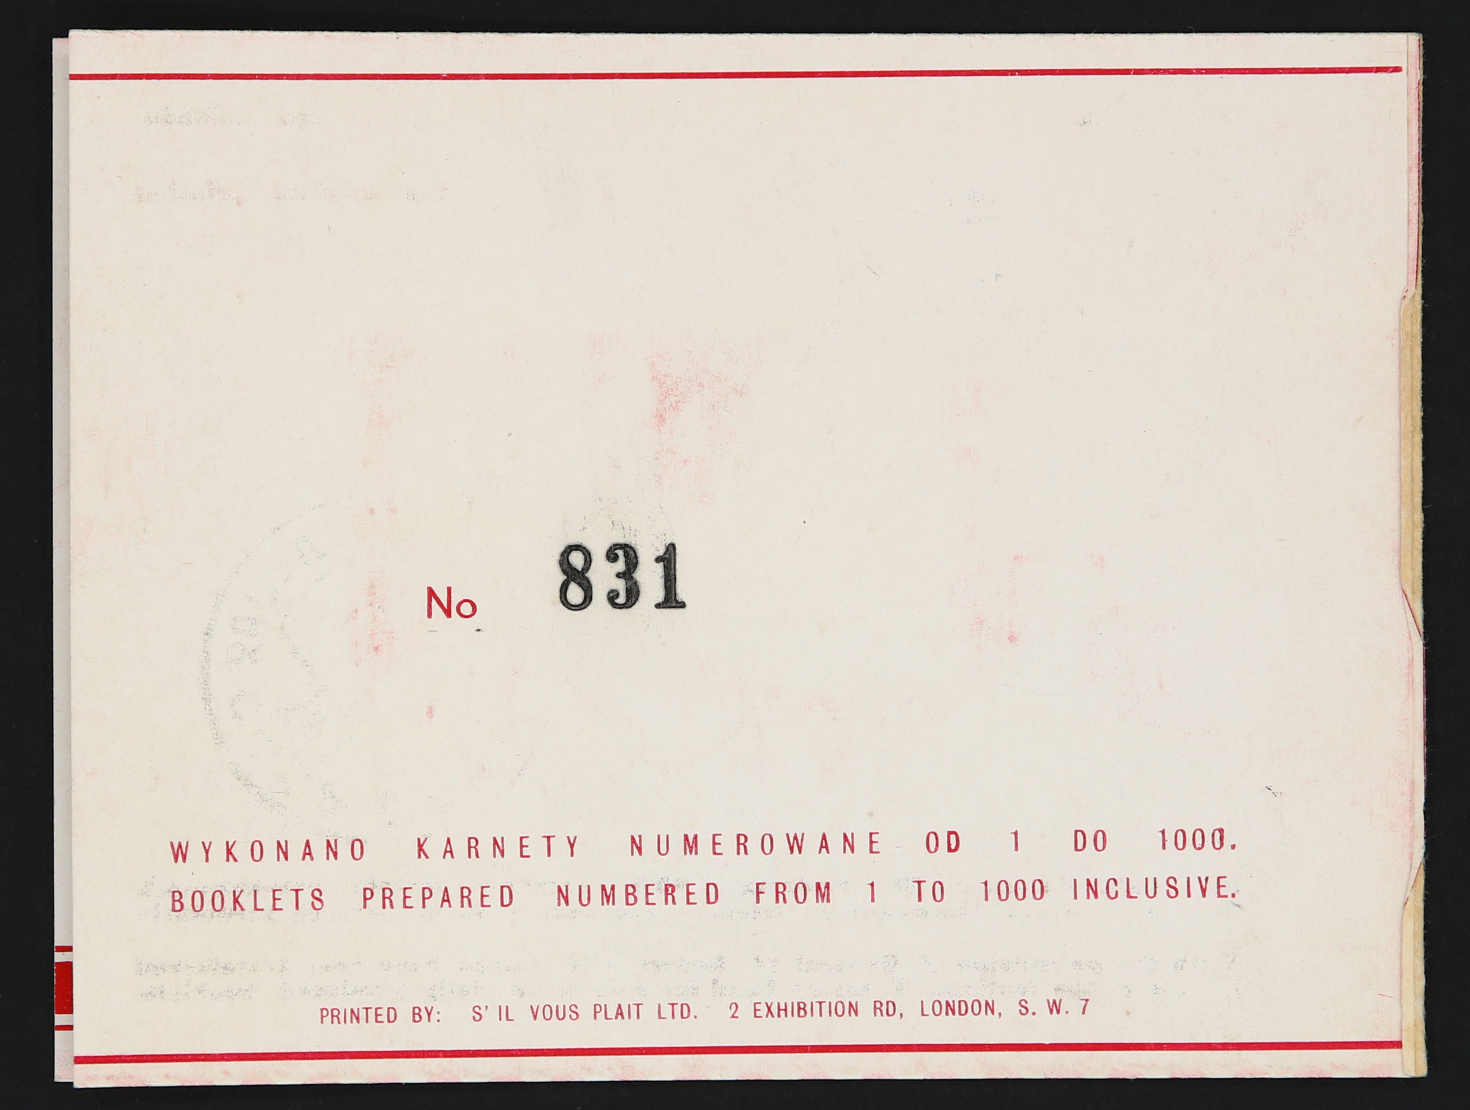 No 831
WYKONANO KARNETY NUMEROWANE OD 1 DO 1000.
BOOKLETS PREPARED NUMBERED FROM 1 TO 1000 INCLUSIVE.
PRINTED BY: S' IL VOUS PLAIT LTD. 2 EXHIBITION RD, LONDON, S. W. 7